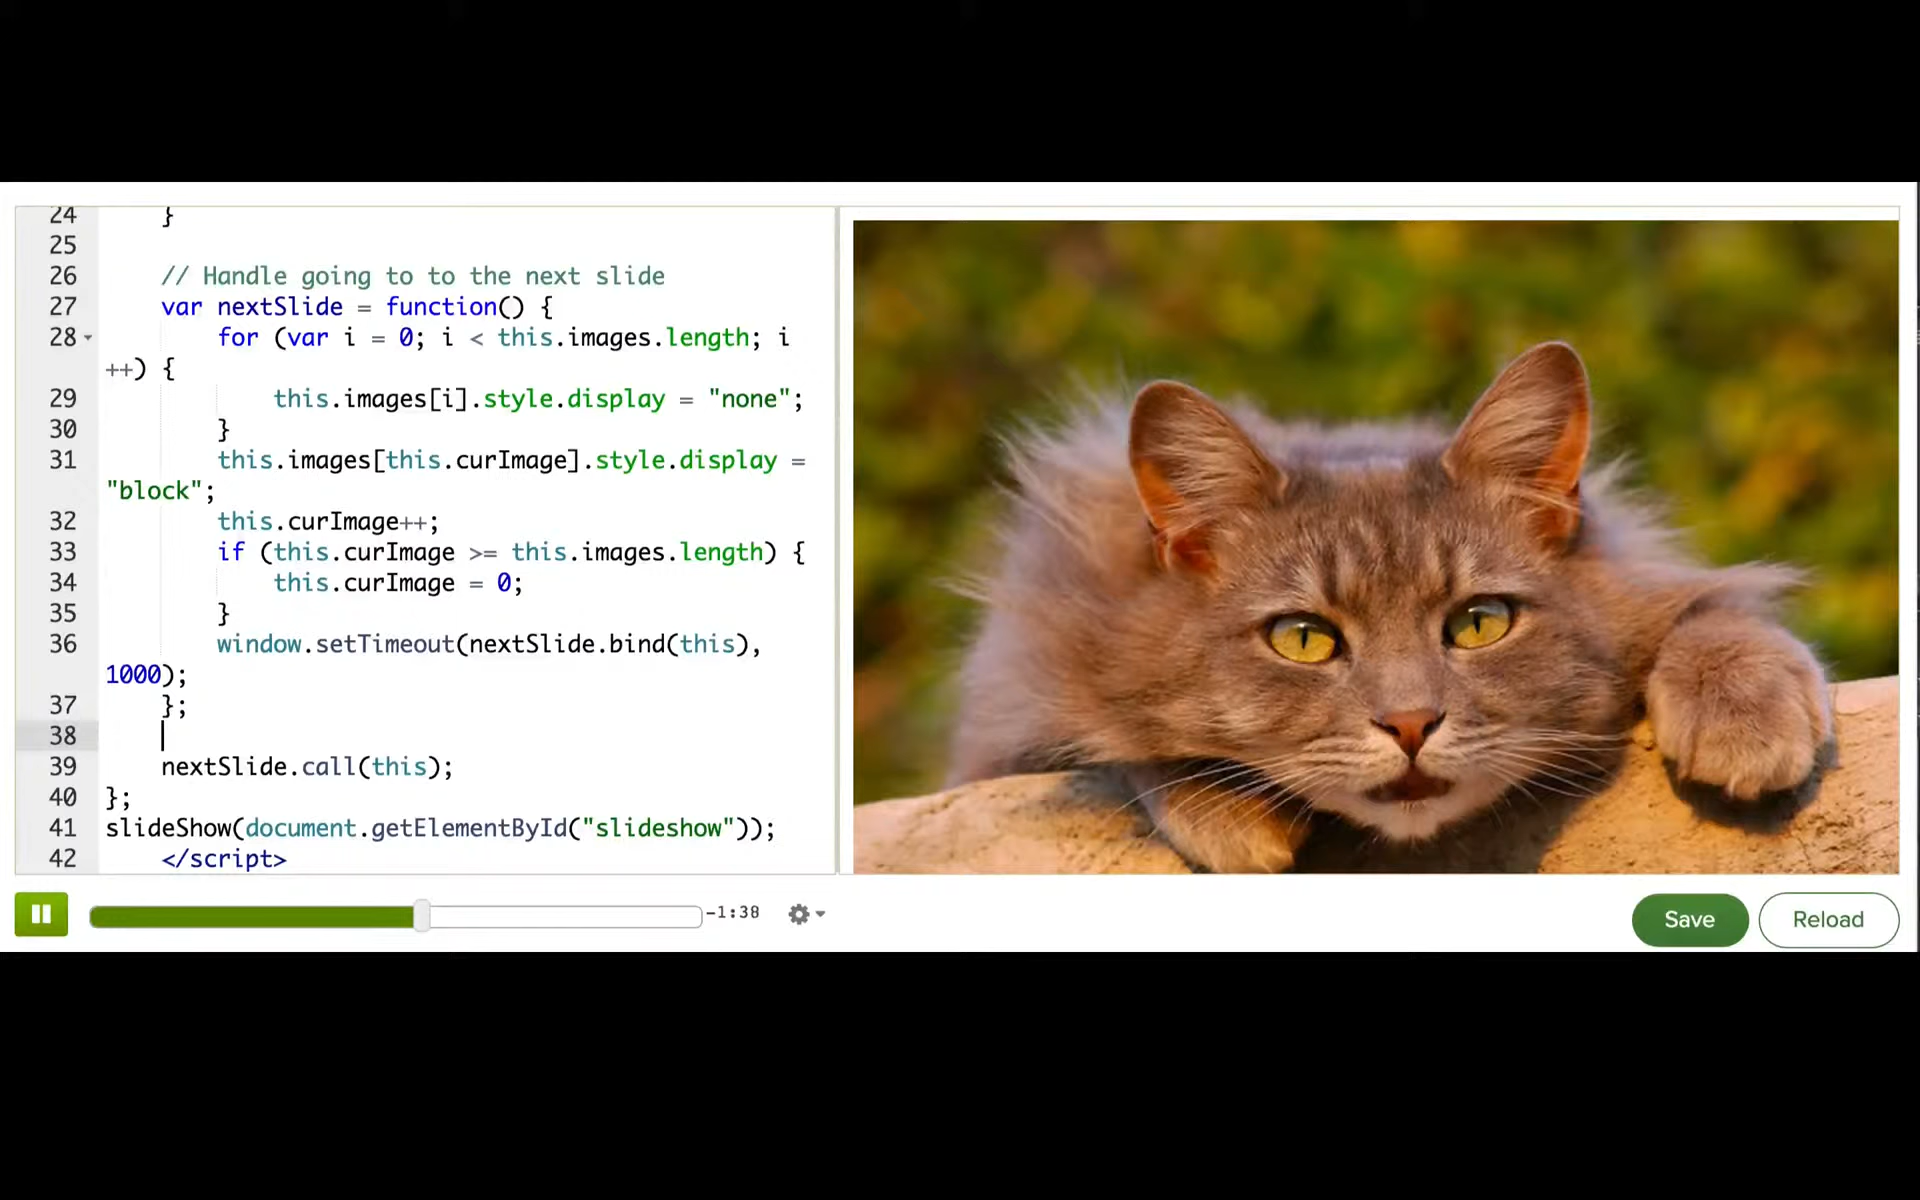 24 }
25
26 // Handle going to to the next slide
27 var nextSlide = function() {
28 for (var i = 0; i < this.images.length; i
++) {
29 this.images[i].style.display = "none";
30 }
31 this.images[this.curImage].style.display =
"block";
32 this.curImage++;
33 if (this.curImage >= this.images.length) {
34 this.curImage = 0;
35 }
36 window.setTimeout(nextSlide.bind(this),
1000);
37 };
38
39 nextSlide.call(this);
40 };
41 slideShow(document.getElementById("slideshow"));
42 </script>
-1:38
Save
Reload